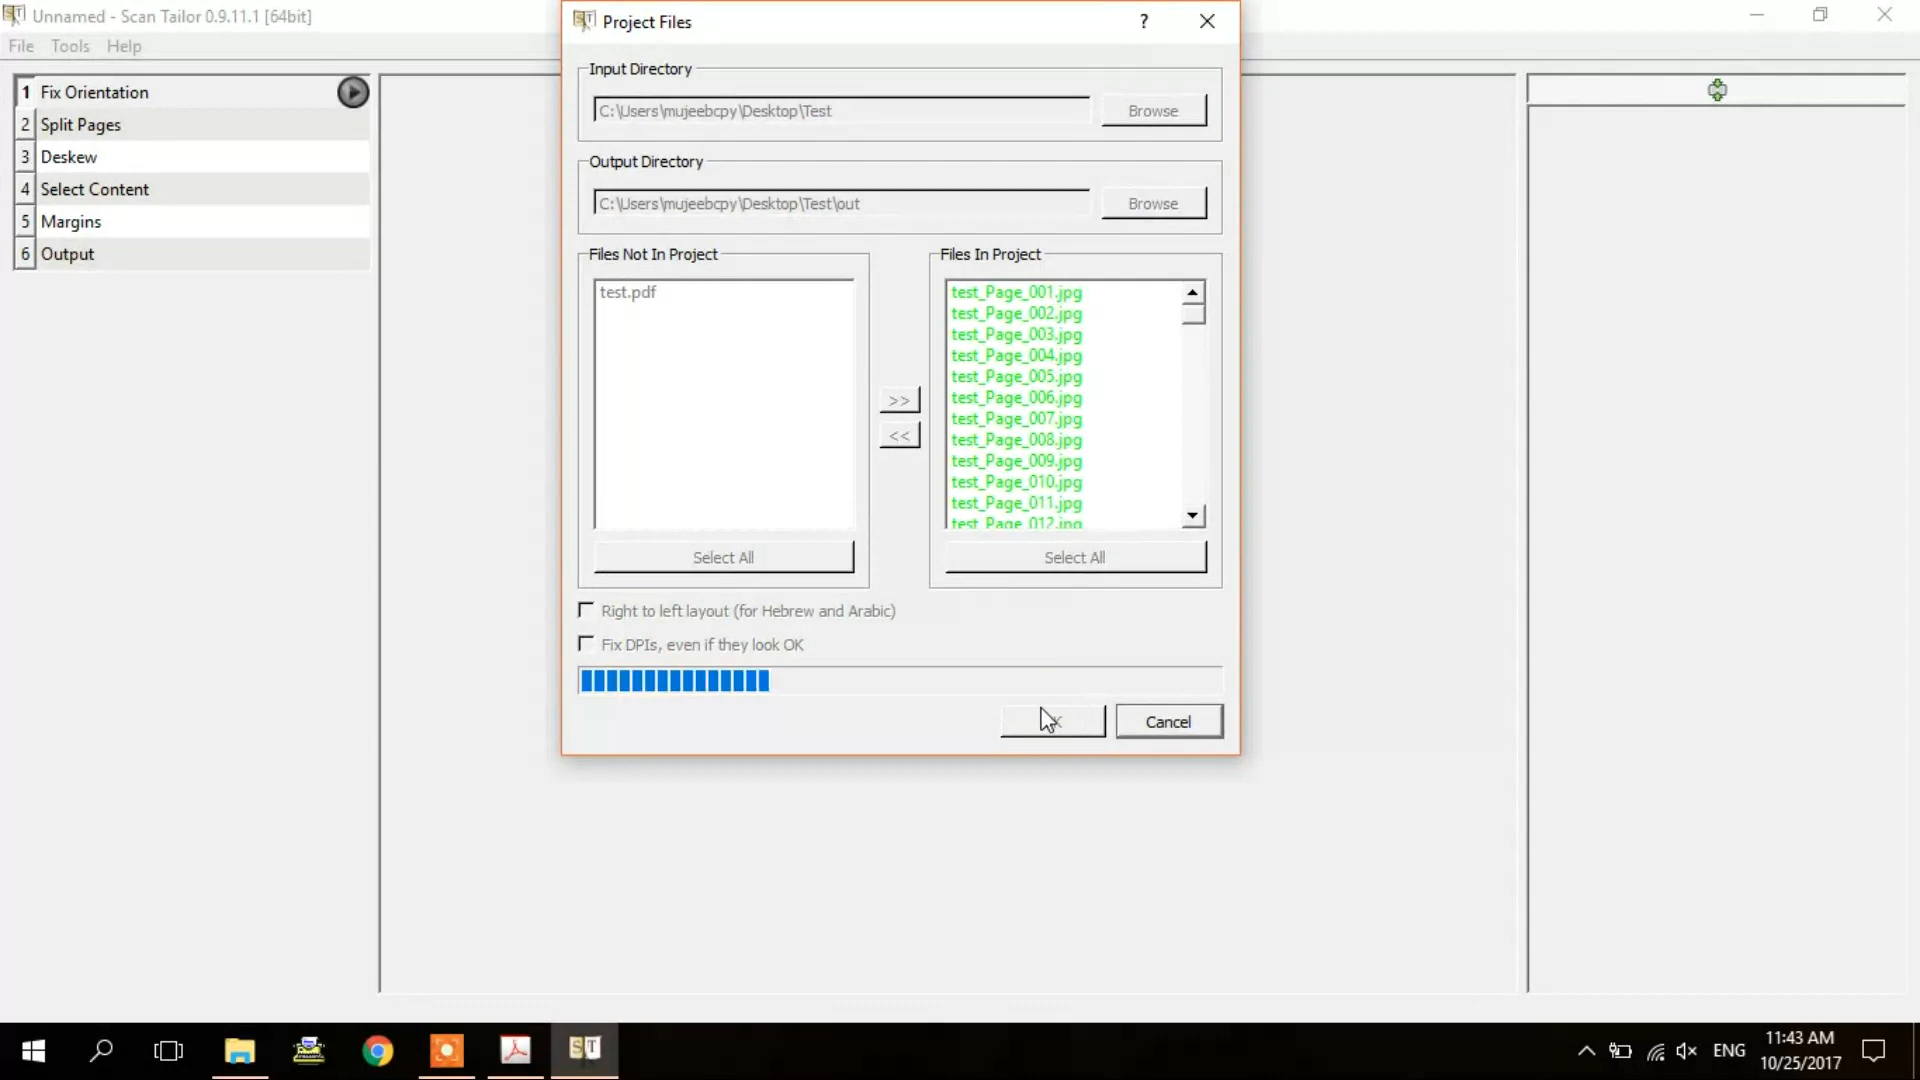 Unnamed - Scan Tailor 0.9.11.1 [64bit]
File Tools Help
1 Fix Orientation
2 Split Pages
3 Deskew
4 Select Content
5 Margins
6 Output
Project Files
?
Input Directory
C:\Users\mujeebcpy\Desktop\Test
Browse
Output Directory
C:\Users\mujeebcpy\Desktop\Test\out
Browse
Files Not In Project
test.pdf
Select All
>>
<<
Files In Project
test_Page_001.jpg
test_Page_002.jpg
test_Page_003.jpg
test_Page_004.jpg
test_Page_005.jpg
test_Page_006.jpg
test_Page_007.jpg
test_Page_008.jpg
test_Page_009.jpg
test_Page_010.jpg
test_Page_011.jpg
test_Page_012.jpg
Select All
Right to left layout (for Hebrew and Arabic)
Fix DPIs, even if they look OK
Cancel
ST
ENG
11:43 AM
10/25/2017